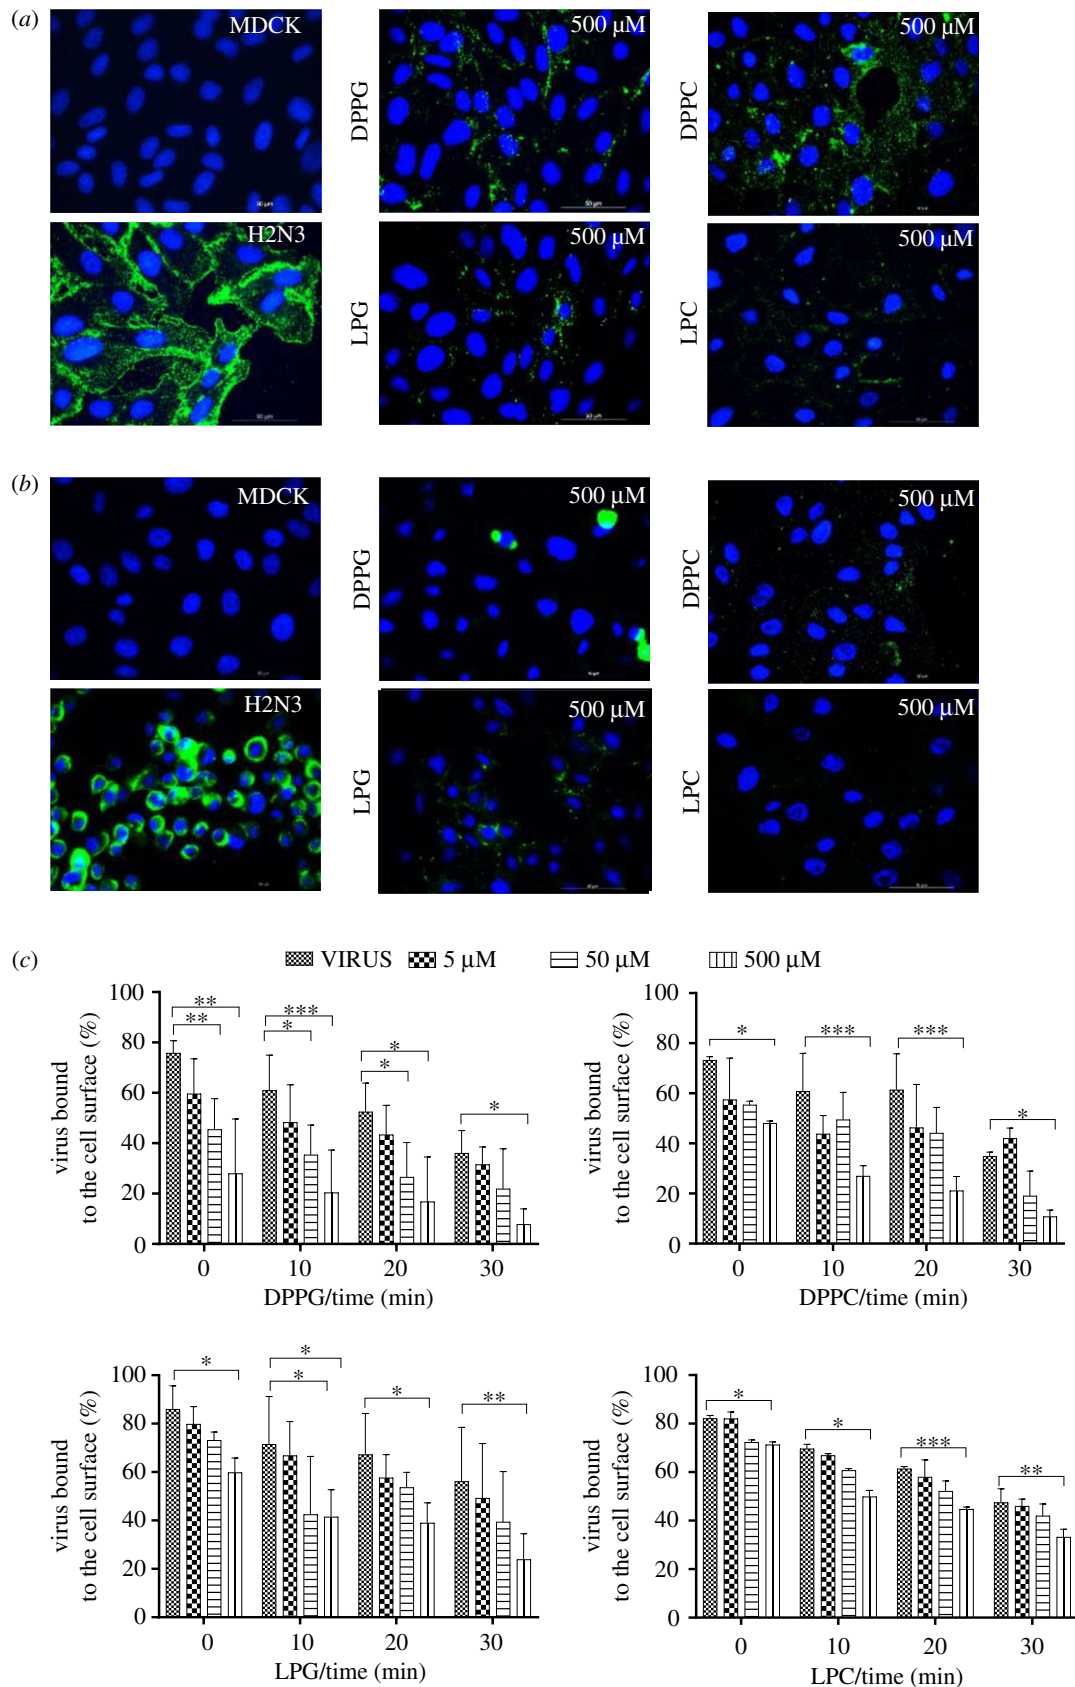 (a)
MDCK
DPPG
500 μM
DPPC
500 μM
H2N3
LPG
500 μM
LPC
500 μM
(b)
MDCK
DPPG
500 μM
DPPC
500 μM
H2N3
LPG
500 μM
LPC
500 μM
(c)
VIRUS 5 μM 50 μM 500 μM
virus bound
to the cell surface (%)
100
80
60
40
20
0
** ** *** * * * *
0 10 20 30
DPPG/time (min)
virus bound
to the cell surface (%)
100
80
60
40
20
0
* *** *** *
0 10 20 30
DPPC/time (min)
virus bound
to the cell surface (%)
100
80
60
40
20
0
* * * * **
0 10 20 30
LPG/time (min)
virus bound
to the cell surface (%)
100
80
60
40
20
0
* * *** **
0 10 20 30
LPC/time (min)